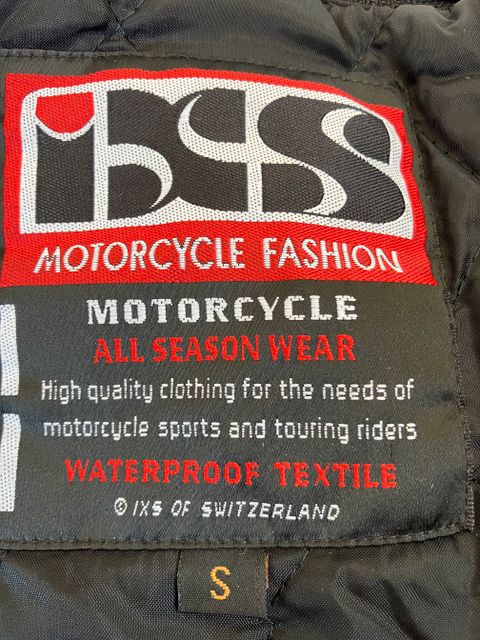 iXS
MOTORCYCLE FASHION
MOTORCYCLE
ALL SEASON WEAR
High quality clothing for the needs of
motorcycle sports and touring riders
WATERPROOF TEXTILE
© IXS OF SWITZERLAND
S